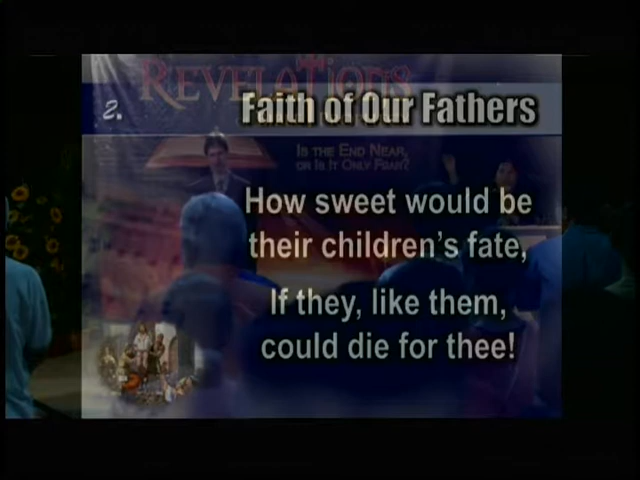 REVELATIONS
2.
Faith of Our Fathers
IS THE END NEAR,
OR IS IT ONLY FEAR?
How sweet would be
their children's fate,
If they, like them,
could die for thee!